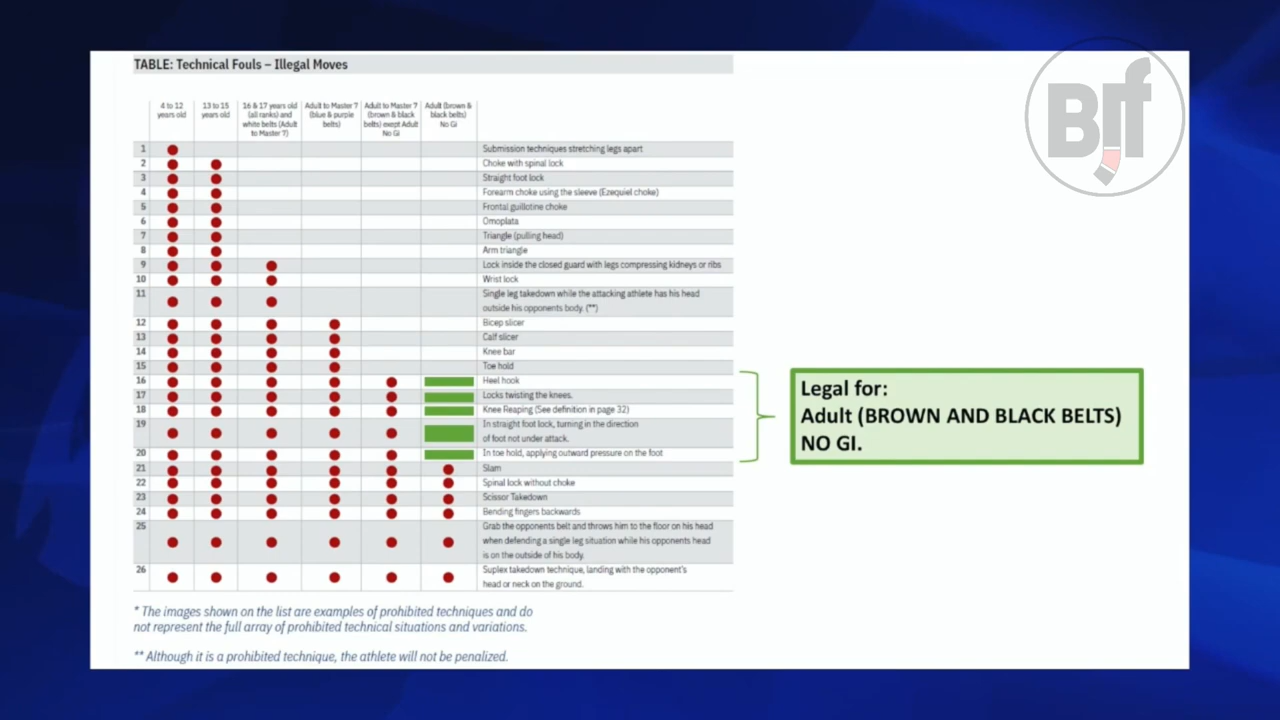 TABLE: Technical Fouls – Illegal Moves
BJJf
4 to 12
years old
13 to 15
years old
16 & 17 years old
(all ranks) and
white belts (Adult
to Master 7)
Adult to Master 7
(blue & purple
belts)
Adult to Master 7
(brown & black
belts) exept Adult
No Gi
Adult (brown &
black belts)
No Gi
1 Submission techniques stretching legs apart
2 Choke with spinal lock
3 Straight foot lock
4 Forearm choke using the sleeve (Ezequiel choke)
5 Frontal guillotine choke
6 Omoplata
7 Triangle (pulling head)
8 Arm triangle
9 Lock inside the closed guard with legs compressing kidneys or ribs
10 Wrist lock
11 Single leg takedown while the attacking athlete has his head
outside his opponents body. (**)
12 Bicep slicer
13 Calf slicer
14 Knee bar
15 Toe hold
16 Heel hook
17 Locks twisting the knees.
18 Knee Reaping (See definition in page 32)
19 In straight foot lock, turning in the direction
of foot not under attack.
20 In toe hold, applying outward pressure on the foot
21 Slam
22 Spinal lock without choke
23 Scissor Takedown
24 Bending fingers backwards
25 Grab the opponents belt and throws him to the floor on his head
when defending a single leg situation while his opponents head
is on the outside of his body.
26 Suplex takedown technique, landing with the opponent's
head or neck on the ground.
Legal for:
Adult (BROWN AND BLACK BELTS)
NO GI.
* The images shown on the list are examples of prohibited techniques and do
not represent the full array of prohibited technical situations and variations.
** Although it is a prohibited technique, the athlete will not be penalized.